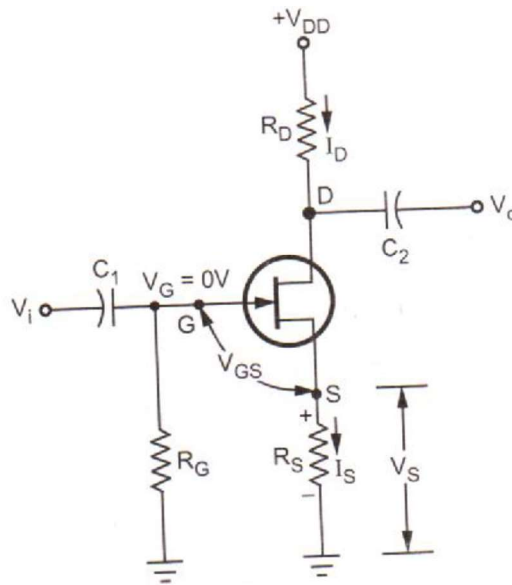 +V_DD
R_D
I_D
D
V_o
C_2
C_1
V_G = 0V
V_i
G
V_GS
S
+
R_G
R_S
I_S
V_S
–